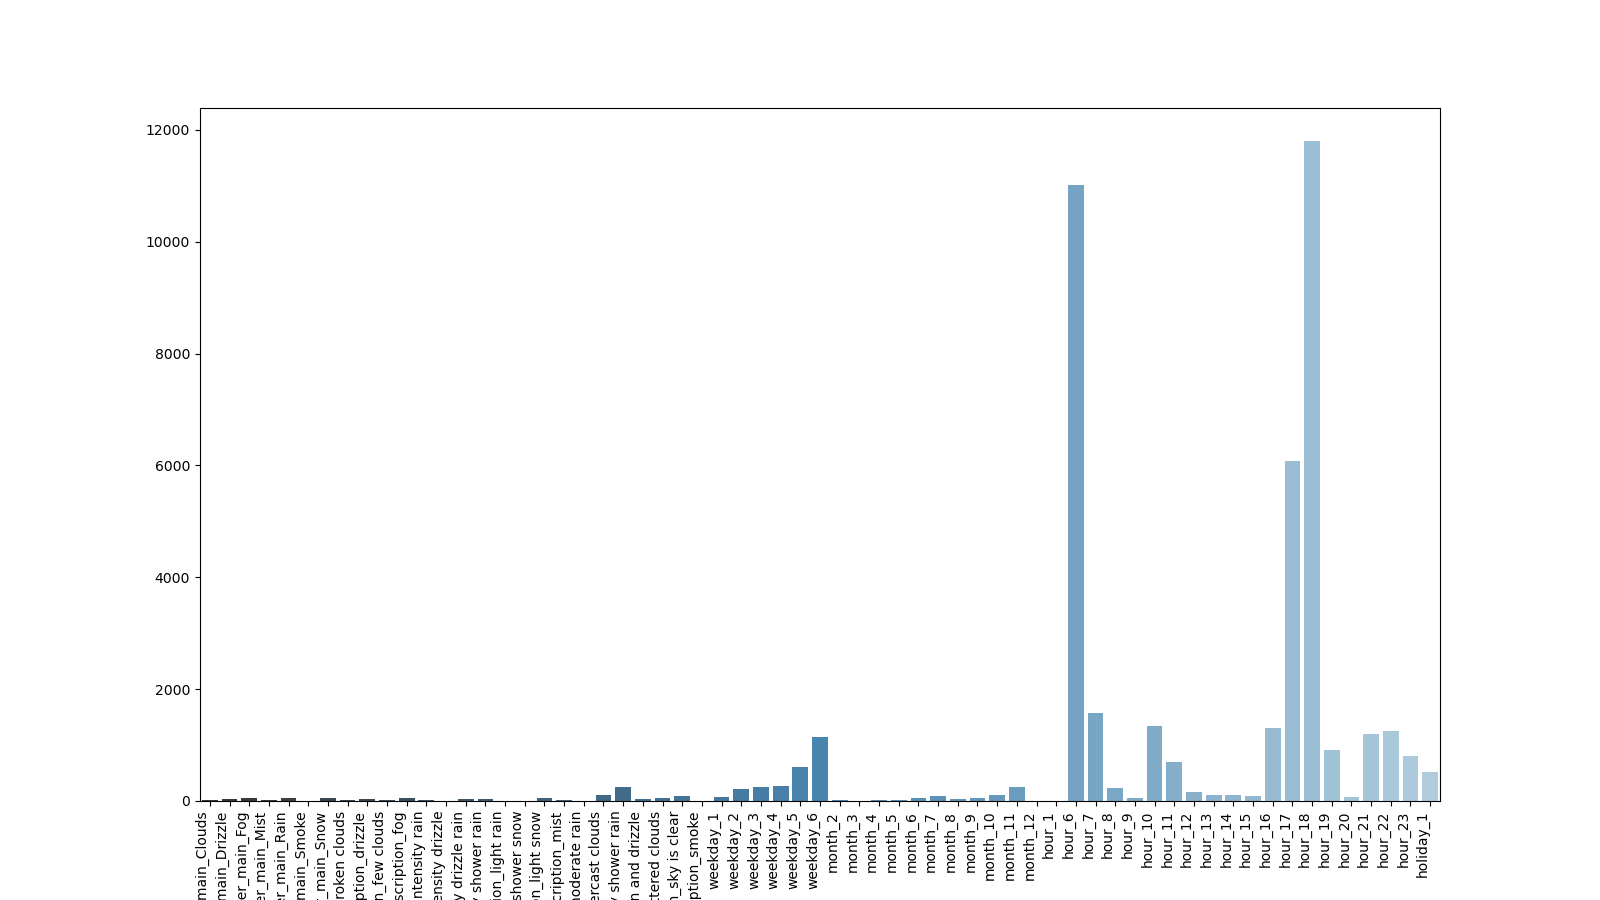 12000
10000
8000
6000
4000
2000
0
main_Clouds
main_Drizzle
er_main_Fog
er_main_Mist
er_main_Rain
main_Smoke
_main_Snow
roken clouds
ption_drizzle
n_few clouds
scription_fog
ntensity rain
ensity drizzle
y drizzle rain
y shower rain
ion_light rain
shower snow
on_light snow
cription_mist
moderate rain
ercast clouds
y shower rain
n and drizzle
ttered clouds
n_sky is clear
ption_smoke
weekday_1
weekday_2
weekday_3
weekday_4
weekday_5
weekday_6
month_2
month_3
month_4
month_5
month_6
month_7
month_8
month_9
month_10
month_11
month_12
hour_1
hour_6
hour_7
hour_8
hour_9
hour_10
hour_11
hour_12
hour_13
hour_14
hour_15
hour_16
hour_17
hour_18
hour_19
hour_20
hour_21
hour_22
hour_23
holiday_1